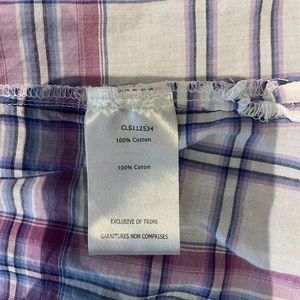 CLS112534
100% Cotton
100% Coton
EXCLUSIVE OF TRIMS
GARNITURES NON COMPRISES